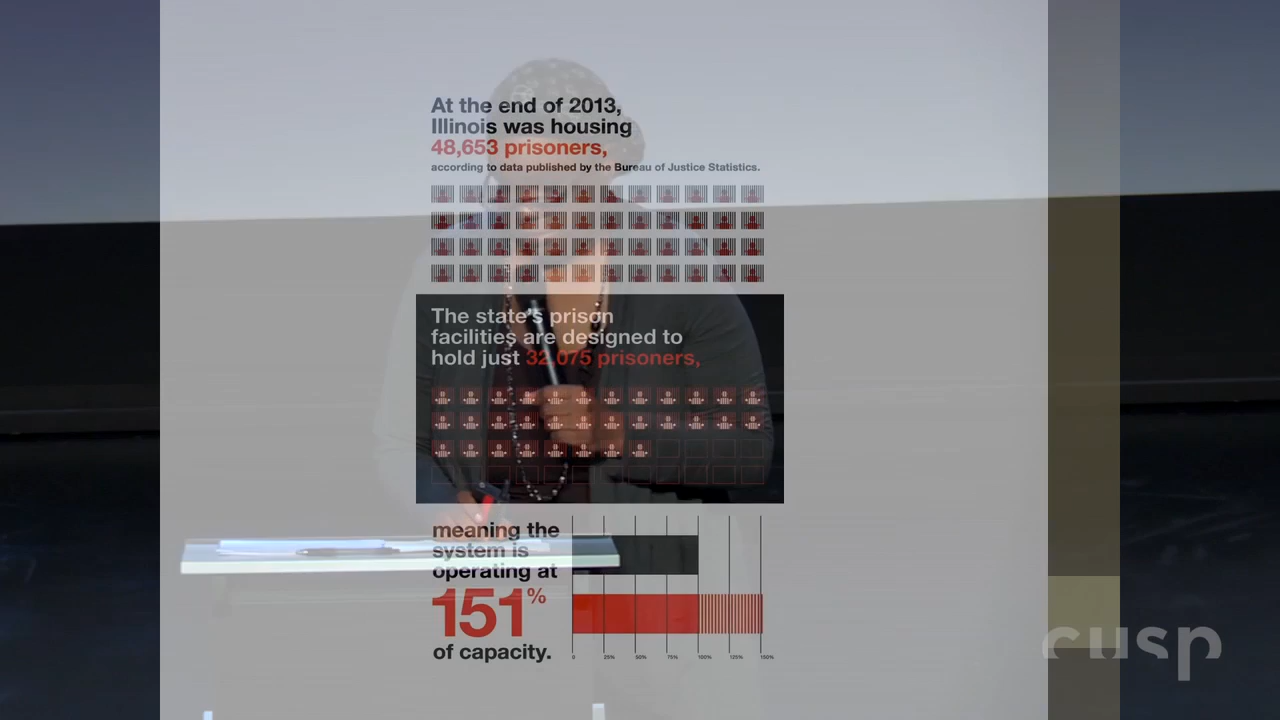 At the end of 2013,
Illinois was housing
48,653 prisoners,
according to data published by the Bureau of Justice Statistics.
The state's prison
facilities are designed to
hold just 32,075 prisoners,
meaning the
system is
operating at
151%
of capacity.
0 25% 50% 75% 100% 125% 150%
cusp